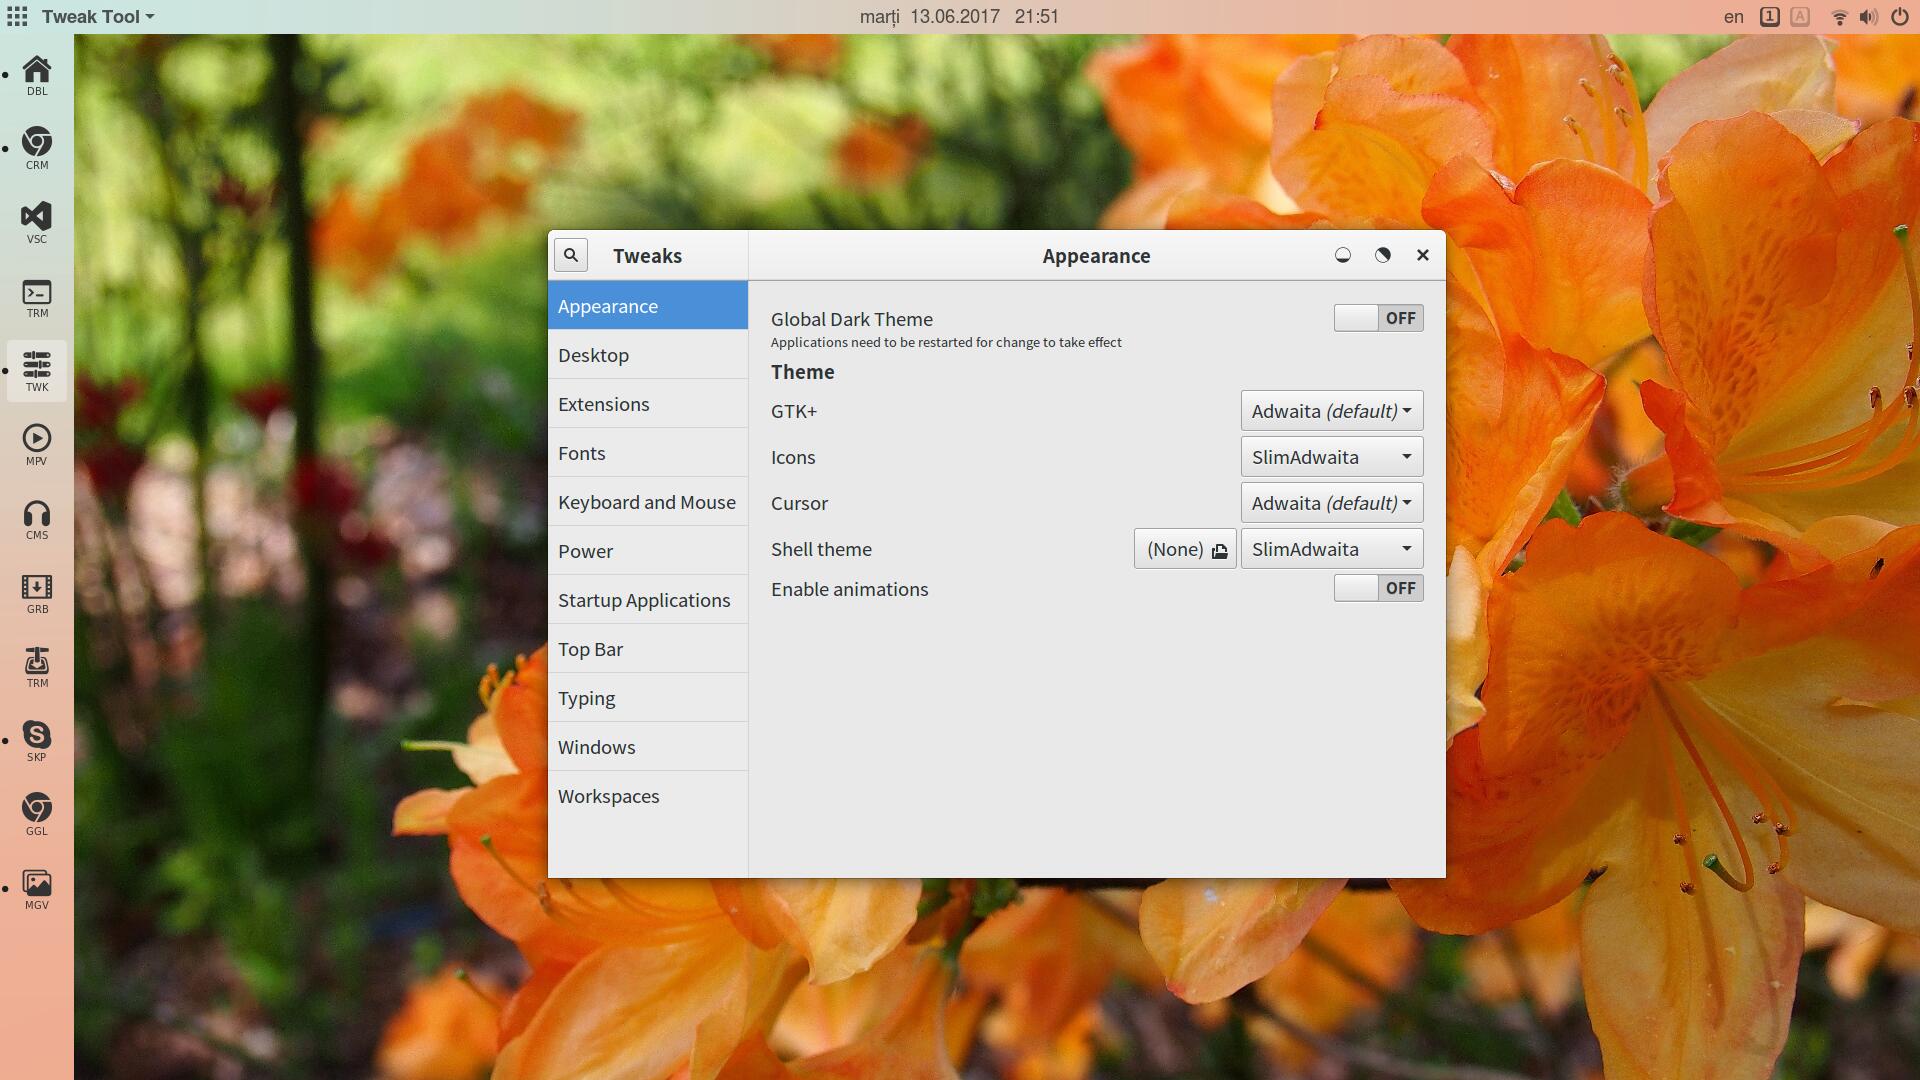 Tweak Tool
marți 13.06.2017 21:51
en 1 A
DBL
CRM
VSC
TRM
TWK
MPV
CMS
GRB
TRM
SKP
GGL
MGV
Tweaks
Appearance
Appearance
Desktop
Extensions
Fonts
Keyboard and Mouse
Power
Startup Applications
Top Bar
Typing
Windows
Workspaces
Global Dark Theme OFF
Applications need to be restarted for change to take effect
Theme
GTK+ Adwaita (default)
Icons SlimAdwaita
Cursor Adwaita (default)
Shell theme (None) SlimAdwaita
Enable animations OFF